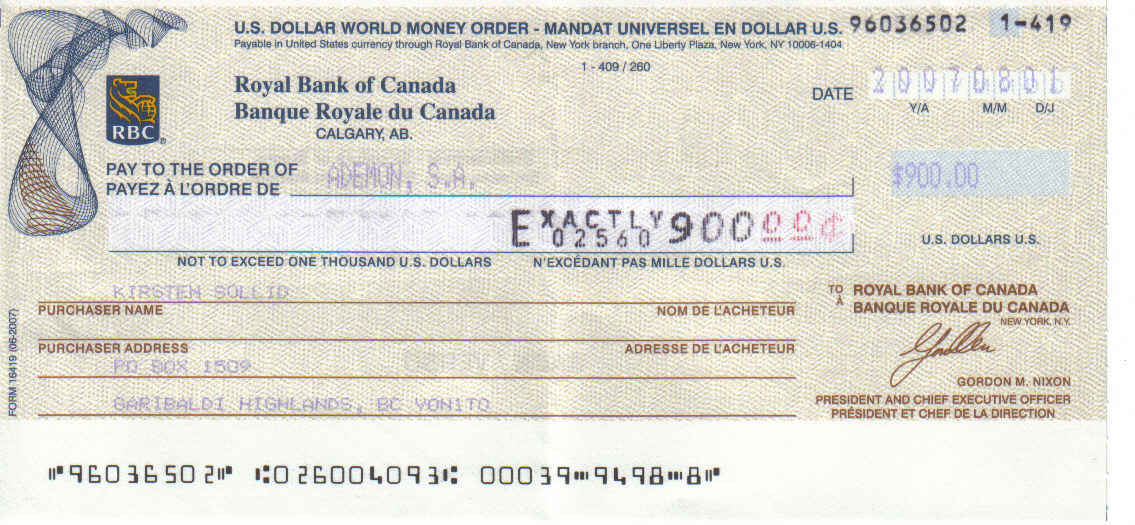 U.S. DOLLAR WORLD MONEY ORDER - MANDAT UNIVERSEL EN DOLLAR U.S. 96036502 1-419
Payable in United States currency through Royal Bank of Canada, New York branch, One Liberty Plaza, New York, NY 10006-1404
1 - 409 / 260
RBC®
Royal Bank of Canada
Banque Royale du Canada
CALGARY, AB.
DATE 20070801
Y/A M/M D/J
PAY TO THE ORDER OF
PAYEZ À L'ORDRE DE ADEMON, S.A.
$900.00
EXACTLY 900 00¢
02560
U.S. DOLLARS U.S.
NOT TO EXCEED ONE THOUSAND U.S. DOLLARS N'EXCÉDANT PAS MILLE DOLLARS U.S.
KIRSTEN SOLLID
PURCHASER NAME NOM DE L'ACHETEUR
PURCHASER ADDRESS ADRESSE DE L'ACHETEUR
PO BOX 1509
GARIBALDI HIGHLANDS, BC VON1TO
TO ROYAL BANK OF CANADA
À BANQUE ROYALE DU CANADA
NEW YORK, N.Y.
GORDON M. NIXON
PRESIDENT AND CHIEF EXECUTIVE OFFICER
PRÉSIDENT ET CHEF DE LA DIRECTION
FORM 16419 (06-2007)
⑈96036502⑈ ⑆026004093⑆ 00039⑉9498⑉8⑈